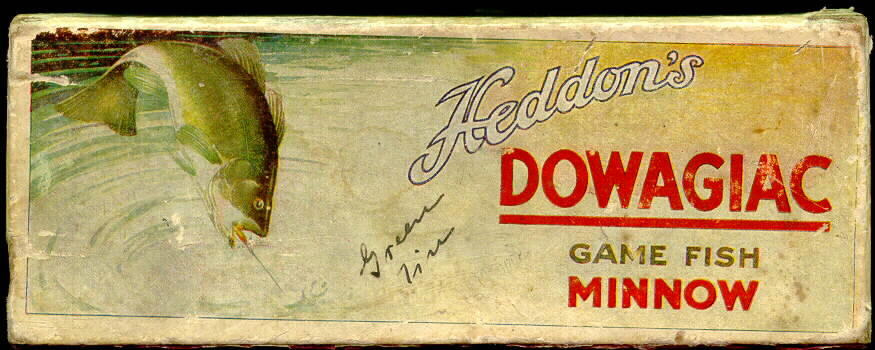 Heddon's
DOWAGIAC
GAME FISH
MINNOW
Green